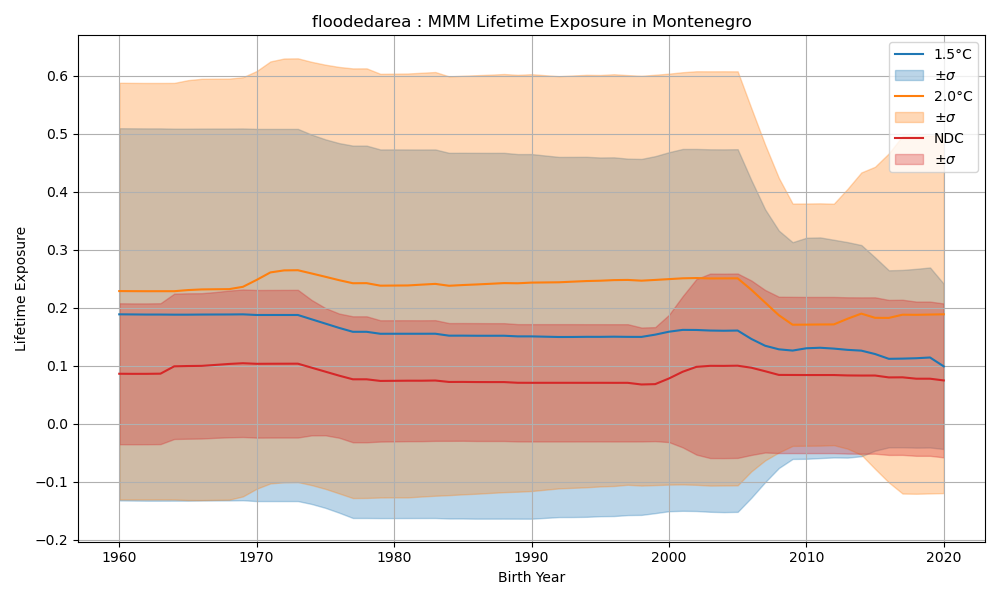 floodedarea : MMM Lifetime Exposure in Montenegro
1.5°C
±σ
2.0°C
±σ
NDC
±σ
Lifetime Exposure
0.6
0.5
0.4
0.3
0.2
0.1
0.0
−0.1
−0.2
1960 1970 1980 1990 2000 2010 2020
Birth Year